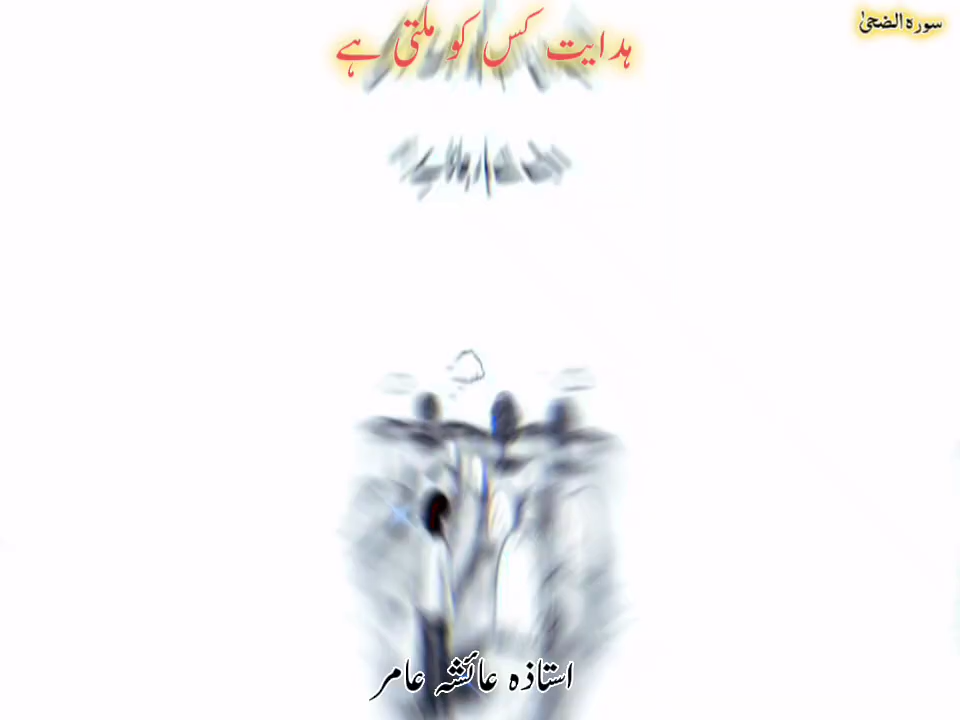 سورہ الضحیٰ
ہدایت کس کو ملتی ہے
استاذہ عائشہ عامر